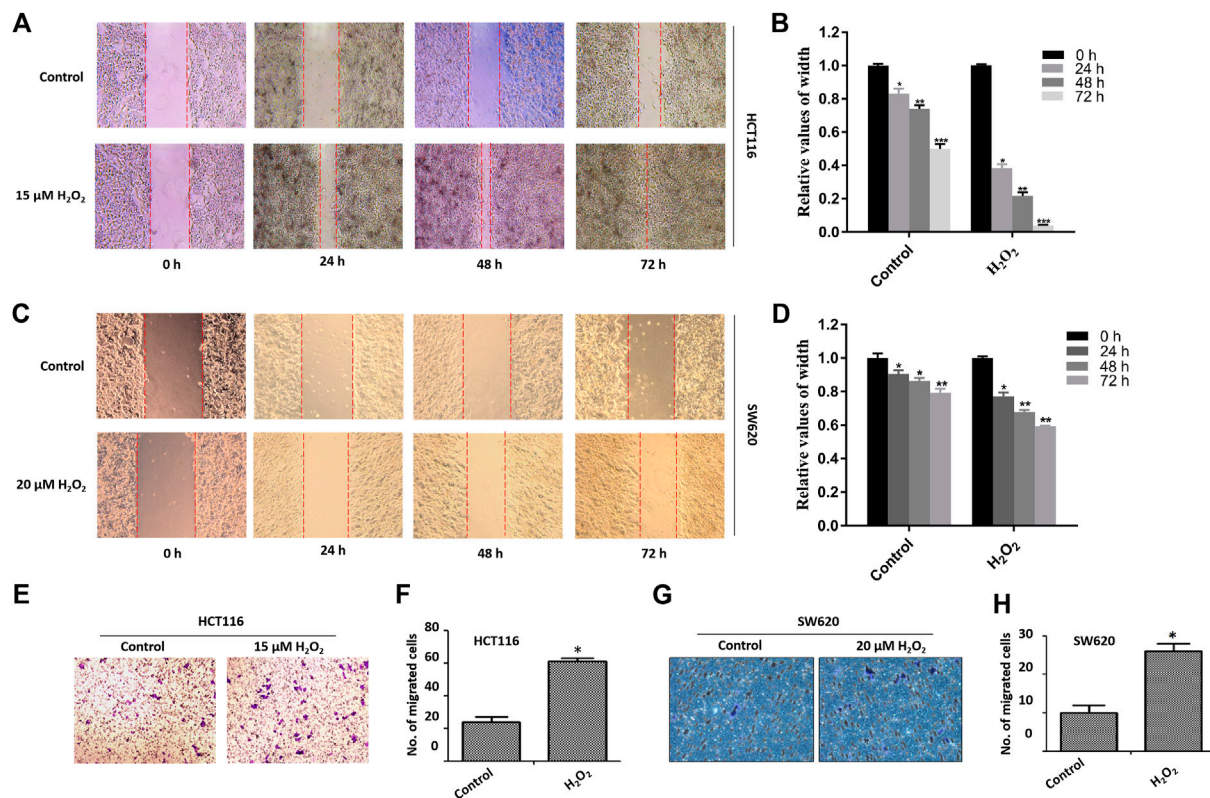 A
Control
15 µM H₂O₂
0 h
24 h
48 h
72 h
HCT116
B
Relative values of width
1.2
1.0
0.8
0.6
0.4
0.2
0.0
*
**
***
*
**
***
Control
H₂O₂
0 h
24 h
48 h
72 h
C
Control
20 µM H₂O₂
0 h
24 h
48 h
72 h
SW620
D
Relative values of width
1.2
1.0
0.8
0.6
0.4
0.2
0.0
*
*
**
*
**
**
Control
H₂O₂
0 h
24 h
48 h
72 h
E
HCT116
Control
15 µM H₂O₂
F
No. of migrated cells
80
60
40
20
0
HCT116
*
Control
H₂O₂
G
SW620
Control
20 µM H₂O₂
H
No. of migrated cells
30
20
10
0
SW620
*
Control
H₂O₂